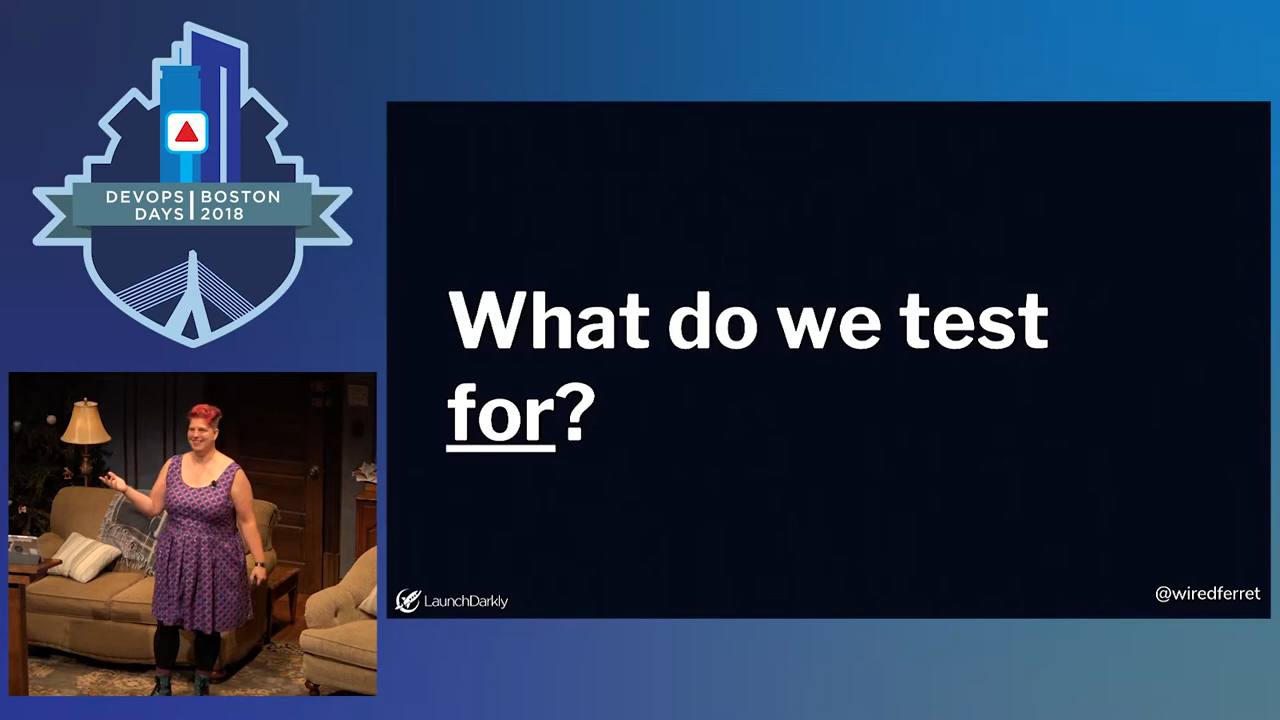 DEVOPS | BOSTON
DAYS | 2018
What do we test
for?
LaunchDarkly
@wiredferret